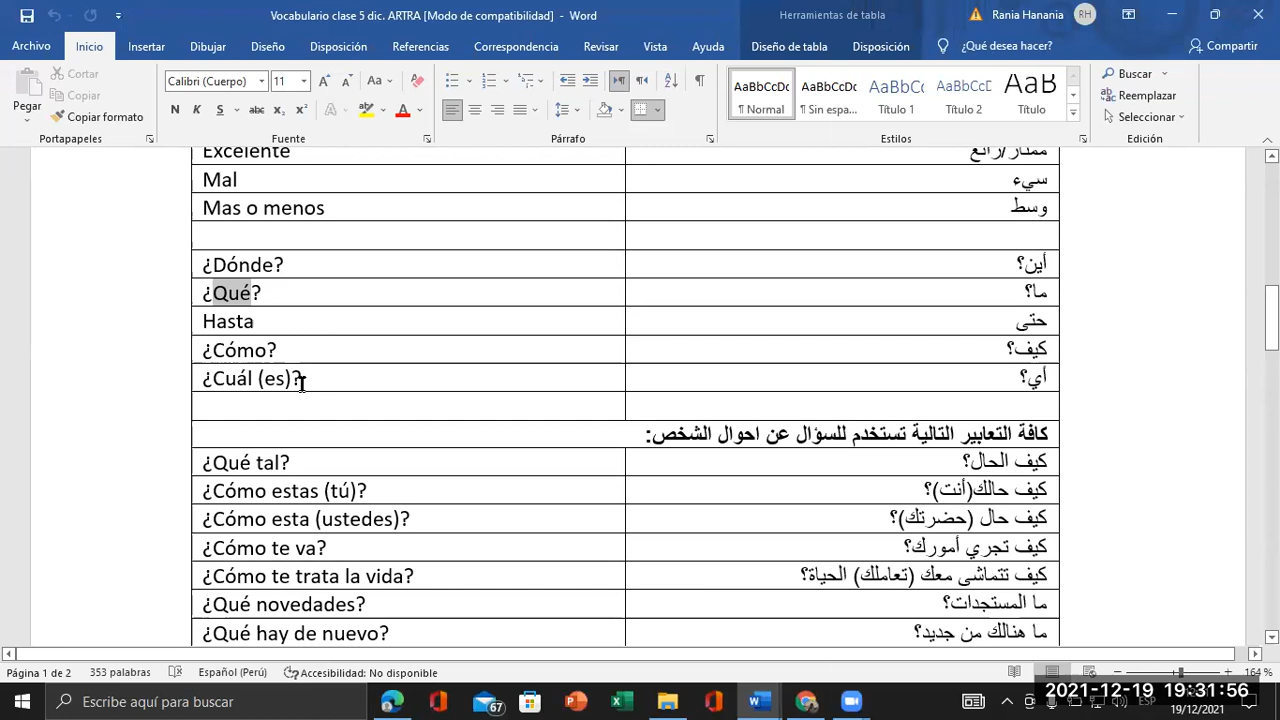 Vocabulario clase 5 dic. ARTRA [Modo de compatibilidad] - Word
Herramientas de tabla
Rania Hanania
RH
Archivo
Inicio
Insertar
Dibujar
Diseño
Disposición
Referencias
Correspondencia
Revisar
Vista
Ayuda
Diseño de tabla
Disposición
¿Qué desea hacer?
Compartir
Pegar
Cortar
Copiar
Copiar formato
Portapapeles
Calibri (Cuerpo)
11
Fuente
Párrafo
AaBbCcDc
¶ Normal
AaBbCcDc
¶ Sin espa...
AaBbCc
Título 1
AaBbCcD
Título 2
AaB
Título
Estilos
Buscar
Reemplazar
Seleccionar
Edición
Excelente ممتاز/رائع
Mal سيء
Mas o menos وسط
¿Dónde? أين؟
¿Qué? ما؟
Hasta حتى
¿Cómo? كيف؟
¿Cuál (es)? أي؟
كافة التعابير التالية تستخدم للسؤال عن احوال الشخص:
¿Qué tal? كيف الحال؟
¿Cómo estas (tú)? كيف حالك(أنت)؟
¿Cómo esta (ustedes)? كيف حال (حضرتك)؟
¿Cómo te va? كيف تجري أمورك؟
¿Cómo te trata la vida? كيف تتماشى معك (تعاملك) الحياة؟
¿Qué novedades? ما المستجدات؟
¿Qué hay de nuevo? ما هنالك من جديد؟
Página 1 de 2
353 palabras
Español (Perú)
Accesibilidad: No disponible
164 %
Escribe aquí para buscar
67
ESP
2021-12-19 19:31:56
19/12/2021